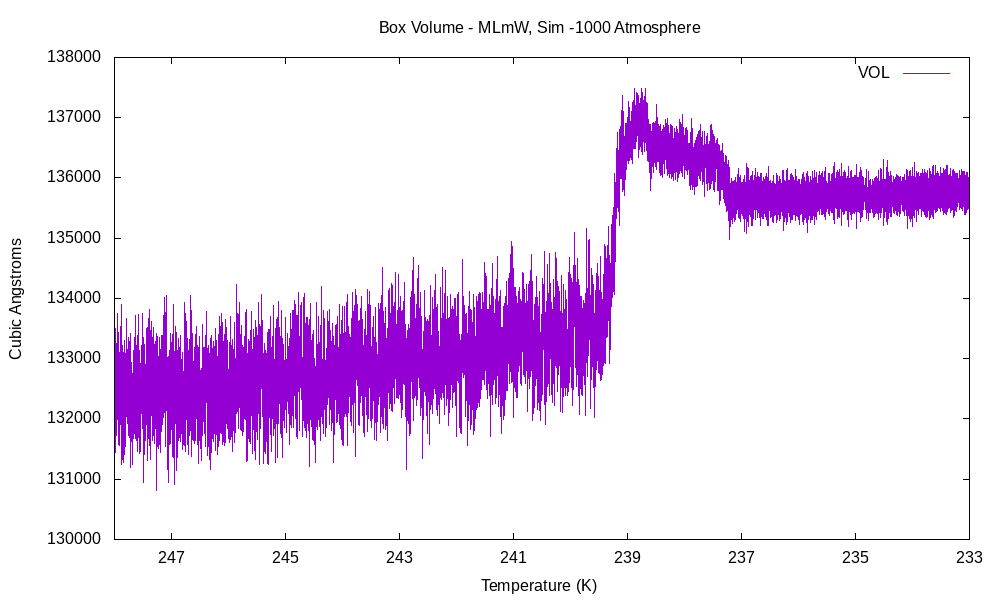 Box Volume - MLmW, Sim -1000 Atmosphere
VOL
138000
137000
136000
135000
134000
133000
132000
131000
130000
Cubic Angstroms
247 245 243 241 239 237 235 233
Temperature (K)